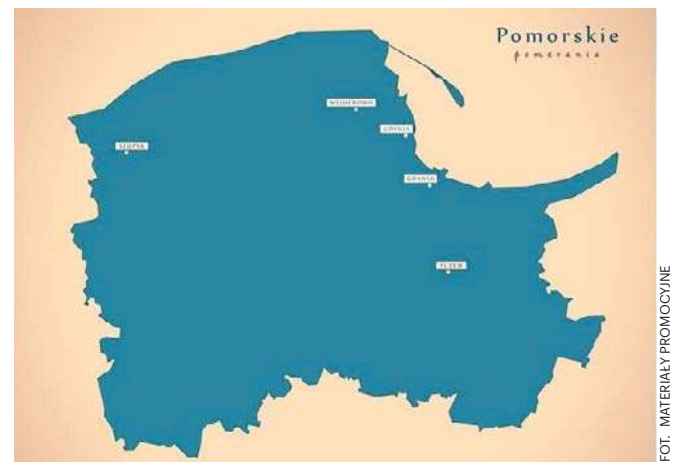 Pomorskie
pomerania
WEJHEROWO
GDYNIA
SŁUPSK
GDAŃSK
TCZEW
FOT. MATERIAŁY PROMOCYJNE